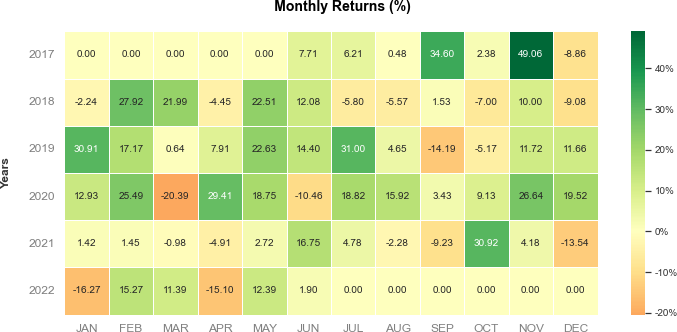 Monthly Returns (%)
Years
2017 0.00 0.00 0.00 0.00 0.00 7.71 6.21 0.48 34.60 2.38 49.06 -8.86
2018 -2.24 27.92 21.99 -4.45 22.51 12.08 -5.80 -5.57 1.53 -7.00 10.00 -9.08
2019 30.91 17.17 0.64 7.91 22.63 14.40 31.00 4.65 -14.19 -5.17 11.72 11.66
2020 12.93 25.49 -20.39 29.41 18.75 -10.46 18.82 15.92 3.43 9.13 26.64 19.52
2021 1.42 1.45 -0.98 -4.91 2.72 16.75 4.78 -2.28 -9.23 30.92 4.18 -13.54
2022 -16.27 15.27 11.39 -15.10 12.39 1.90 0.00 0.00 0.00 0.00 0.00 0.00
JAN FEB MAR APR MAY JUN JUL AUG SEP OCT NOV DEC
40%
30%
20%
10%
0%
-10%
-20%